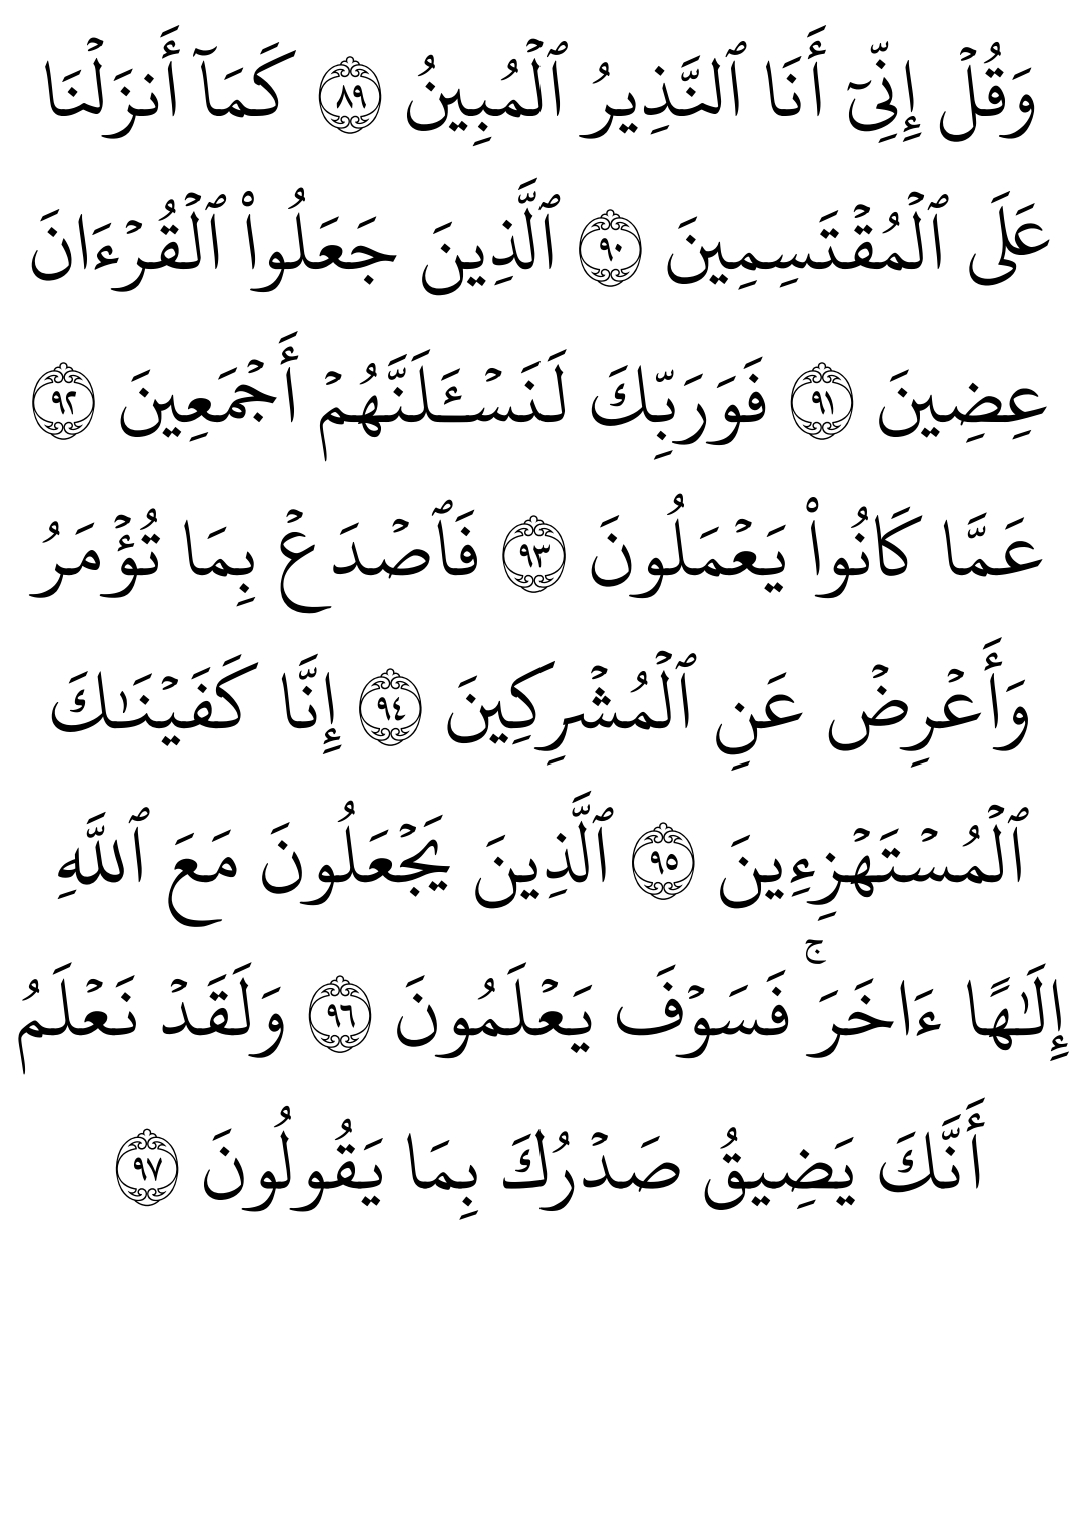 وَقُلۡ إِنِّيٓ أَنَا ٱلنَّذِيرُ ٱلۡمُبِينُ ٨٩ كَمَآ أَنزَلۡنَا
عَلَى ٱلۡمُقۡتَسِمِينَ ٩٠ ٱلَّذِينَ جَعَلُواْ ٱلۡقُرۡءَانَ
عِضِينَ ٩١ فَوَرَبِّكَ لَنَسۡـَٔلَنَّهُمۡ أَجۡمَعِينَ ٩٢
عَمَّا كَانُواْ يَعۡمَلُونَ ٩٣ فَٱصۡدَعۡ بِمَا تُؤۡمَرُ
وَأَعۡرِضۡ عَنِ ٱلۡمُشۡرِكِينَ ٩٤ إِنَّا كَفَيۡنَٰكَ
ٱلۡمُسۡتَهۡزِءِينَ ٩٥ ٱلَّذِينَ يَجۡعَلُونَ مَعَ ٱللَّهِ
إِلَٰهًا ءَاخَرَۚ فَسَوۡفَ يَعۡلَمُونَ ٩٦ وَلَقَدۡ نَعۡلَمُ
أَنَّكَ يَضِيقُ صَدۡرُكَ بِمَا يَقُولُونَ ٩٧